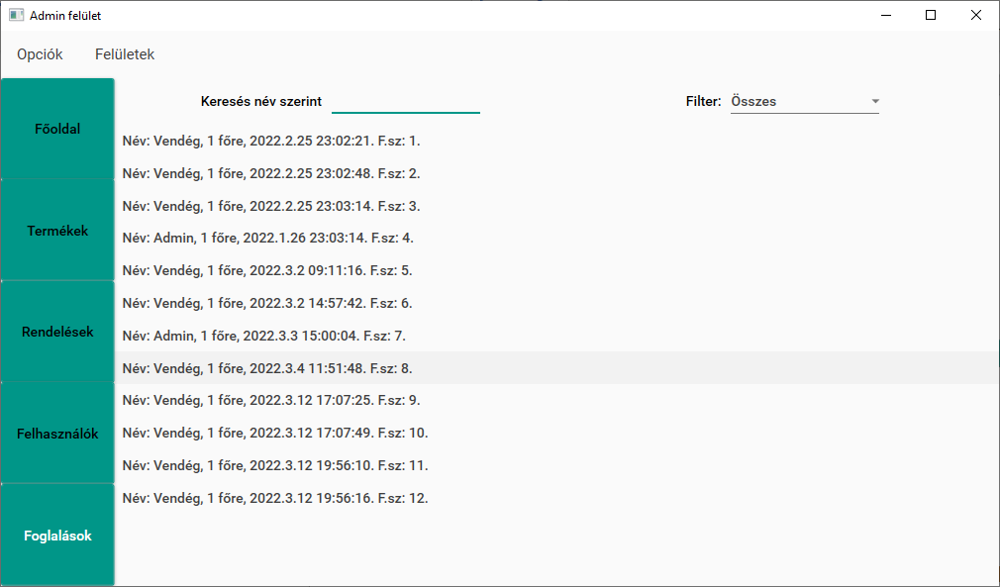 Admin felület
Opciók Felületek
Főoldal
Termékek
Rendelések
Felhasználók
Foglalások
Keresés név szerint
Filter: Összes
Név: Vendég, 1 főre, 2022.2.25 23:02:21. F.sz: 1.
Név: Vendég, 1 főre, 2022.2.25 23:02:48. F.sz: 2.
Név: Vendég, 1 főre, 2022.2.25 23:03:14. F.sz: 3.
Név: Admin, 1 főre, 2022.1.26 23:03:14. F.sz: 4.
Név: Vendég, 1 főre, 2022.3.2 09:11:16. F.sz: 5.
Név: Vendég, 1 főre, 2022.3.2 14:57:42. F.sz: 6.
Név: Admin, 1 főre, 2022.3.3 15:00:04. F.sz: 7.
Név: Vendég, 1 főre, 2022.3.4 11:51:48. F.sz: 8.
Név: Vendég, 1 főre, 2022.3.12 17:07:25. F.sz: 9.
Név: Vendég, 1 főre, 2022.3.12 17:07:49. F.sz: 10.
Név: Vendég, 1 főre, 2022.3.12 19:56:10. F.sz: 11.
Név: Vendég, 1 főre, 2022.3.12 19:56:16. F.sz: 12.